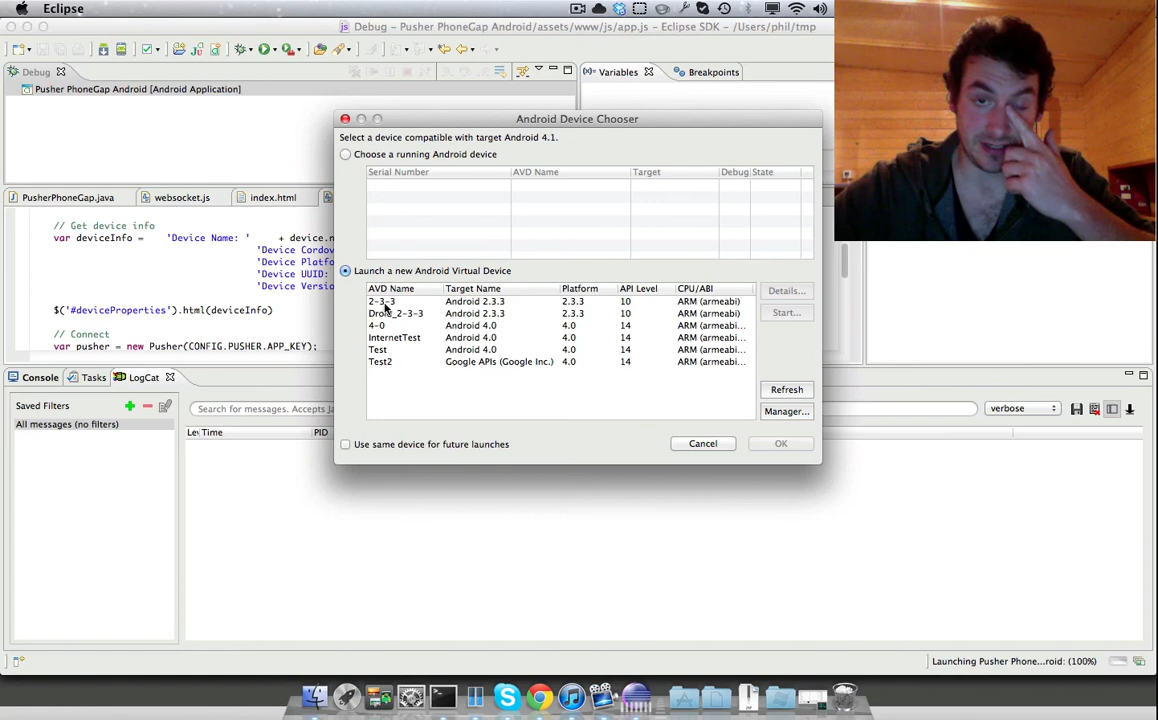 Eclipse
Debug – Pusher PhoneGap Android/assets/www/js/app.js – Eclipse SDK – /Users/phil/tmp
Debug
Variables
Breakpoints
Pusher PhoneGap Android [Android Application]
Android Device Chooser
Select a device compatible with target Android 4.1.
Choose a running Android device
Serial Number AVD Name Target Debug State
PusherPhoneGap.java
websocket.js
index.html
// Get device info
var deviceInfo = 'Device Name: ' + device.n
'Device Cordov
'Device Platfo
'Device UUID:
'Device Versio
$('#deviceProperties').html(deviceInfo)
// Connect
var pusher = new Pusher(CONFIG.PUSHER.APP_KEY);
Launch a new Android Virtual Device
AVD Name Target Name Platform API Level CPU/ABI
2-3-3 Android 2.3.3 2.3.3 10 ARM (armeabi)
Android 2.3.3 2.3.3 10 ARM (armeabi)
4-0 Android 4.0 4.0 14 ARM (armeabi...
InternetTest Android 4.0 4.0 14 ARM (armeabi...
Test Android 4.0 4.0 14 ARM (armeabi...
Test2 Google APIs (Google Inc.) 4.0 14 ARM (armeabi...
Details...
Start...
Refresh
Manager...
Use same device for future launches
Cancel
OK
Console
Tasks
LogCat
Saved Filters
Search for messages. Accepts Ja
verbose
All messages (no filters)
Le Time PID
Launching Pusher Phone...roid: (100%)